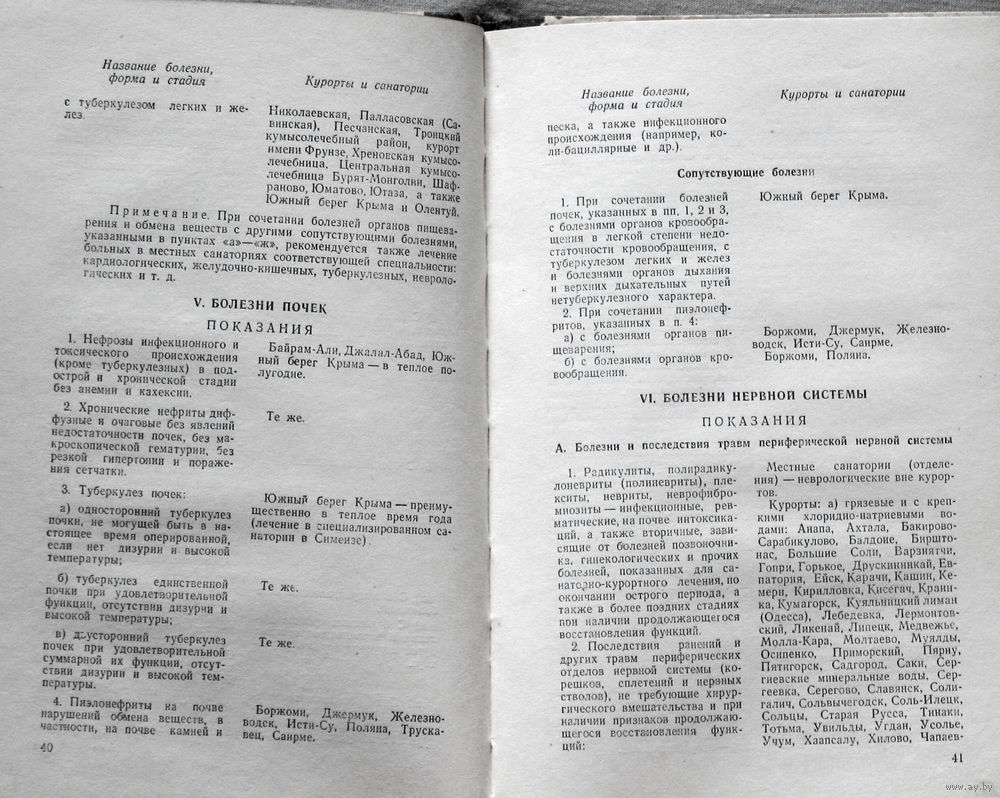 Название болезни,
форма и стадия
Курорты и санатории
с туберкулезом легких и же-
лез.
Николаевская, Палласовская (Са-
винская), Песчанская, Троицкий
кумысолечебный район, курорт
имени Фрунзе, Хреновская кумысо-
лечебница, Центральная кумысо-
лечебница Бурят-Монголии, Шаф-
раново, Юматово, Ютаза, а также
Южный берег Крыма и Олентуй.
Примечание. При сочетании болезней органов пищева-
рения и обмена веществ с другими сопутствующими болезнями,
указанными в пунктах «а»—«ж», рекомендуется также лечение
больных в местных санаториях соответствующей специальности:
кардиологических, желудочно-кишечных, туберкулезных, невроло-
гических и т. д.
V. БОЛЕЗНИ ПОЧЕК
ПОКАЗАНИЯ
1. Нефрозы инфекционного и
токсического происхождения
(кроме туберкулезных) в под-
острой и хронической стадии
без анемии и кахексии.
Байрам-Али, Джалал-Абад, Юж-
ный берег Крыма — в теплое по-
лугодие.
2. Хронические нефриты диф-
фузные и очаговые без явлений
недостаточности почек, без ма-
кроскопической гематурии, без
резкой гипертонии и пораже-
ния сетчатки.
Те же.
3. Туберкулез почек:
а) односторонний туберкулез
почки, не могущей быть в на-
стоящее время оперированной,
если нет дизурии и высокой
температуры;
Южный берег Крыма — преиму-
щественно в теплое время года
(лечение в специализированном са-
натории в Симеизе).
б) туберкулез единственной
почки при удовлетворительной
функции, отсутствии дизурии и
высокой температуры;
Те же.
в) двусторонний туберкулез
почек при удовлетворительной
суммарной их функции, отсут-
ствии дизурии и высокой тем-
пературы.
Те же.
4. Пиэлонефриты на почве
нарушений обмена веществ, в
частности, на почве камней и
Боржоми, Джермук, Железно-
водск, Исти-Су, Поляна, Труска-
вец, Саирме.
40
Название болезни,
форма и стадия
Курорты и санатории
песка, а также инфекционного
происхождения (например, ко-
ли-бациллярные и др.).
Сопутствующие болезни
1. При сочетании болезней
почек, указанных в пп. 1, 2 и 3,
с болезнями органов кровообра-
щения в легкой степени недо-
статочности кровообращения, с
туберкулезом легких и желез
и болезнями органов дыхания
и верхних дыхательных путей
нетуберкулезного характера.
Южный берег Крыма.
2. При сочетании пиэлонеф-
ритов, указанных в п. 4:
а) с болезнями органов пи-
щеварения;
б) с болезнями органов кро-
вообращения.
Боржоми, Джермук, Железно-
водск, Исти-Су, Саирме.
Боржоми, Поляна.
VI. БОЛЕЗНИ НЕРВНОЙ СИСТЕМЫ
ПОКАЗАНИЯ
А. Болезни и последствия травм периферической нервной системы
1. Радикулиты, полирадику-
лоневриты (полиневриты), пле-
кситы, невриты, неврофибро-
миозиты — инфекционные, рев-
матические, на почве интоксика-
ций, а также вторичные, зави-
сящие от болезней позвоночни-
ка, гинекологических и прочих
болезней, показанных для са-
наторно-курортного лечения, по
окончании острого периода, а
также в более поздних стадиях
при наличии продолжающегося
восстановления функций.
2. Последствия ранений и
других травм периферических
отделов нервной системы (ко-
решков, сплетений и нервных
стволов), не требующие хирур-
гического вмешательства и при
наличии признаков продолжаю-
щегося восстановления функ-
ций:
Местные санатории (отделе-
ния) — неврологические вне курор-
тов.
Курорты: а) грязевые и с креп-
кими хлоридно-натриевыми во-
дами: Анапа, Ахтала, Бакирово-
Сарабикулово, Балдоне, Биршто-
нас, Большие Соли, Варзиятчи,
Гопри, Горькое, Друскининкай, Ев-
патория, Ейск, Карачи, Кашин, Ке-
мери, Кирилловка, Кисегач, Краин-
ка, Кумагорск, Куяльницкий лиман
(Одесса), Лебедевка, Лермонтов-
ский, Ликенай, Липецк, Медвежье,
Молла-Кара, Молтаево, Муялды,
Осипенко, Приморский, Пярну,
Пятигорск, Садгород, Саки, Сер-
гиевские минеральные воды, Сер-
геевка, Серегово, Славянск, Соли-
галич, Сольвычегодск, Соль-Илецк,
Сольцы, Старая Русса, Тинаки,
Тотьма, Увильды, Угдан, Усолье,
Учум, Хаапсалу, Хилово, Чапаев-
41
www.ay.by